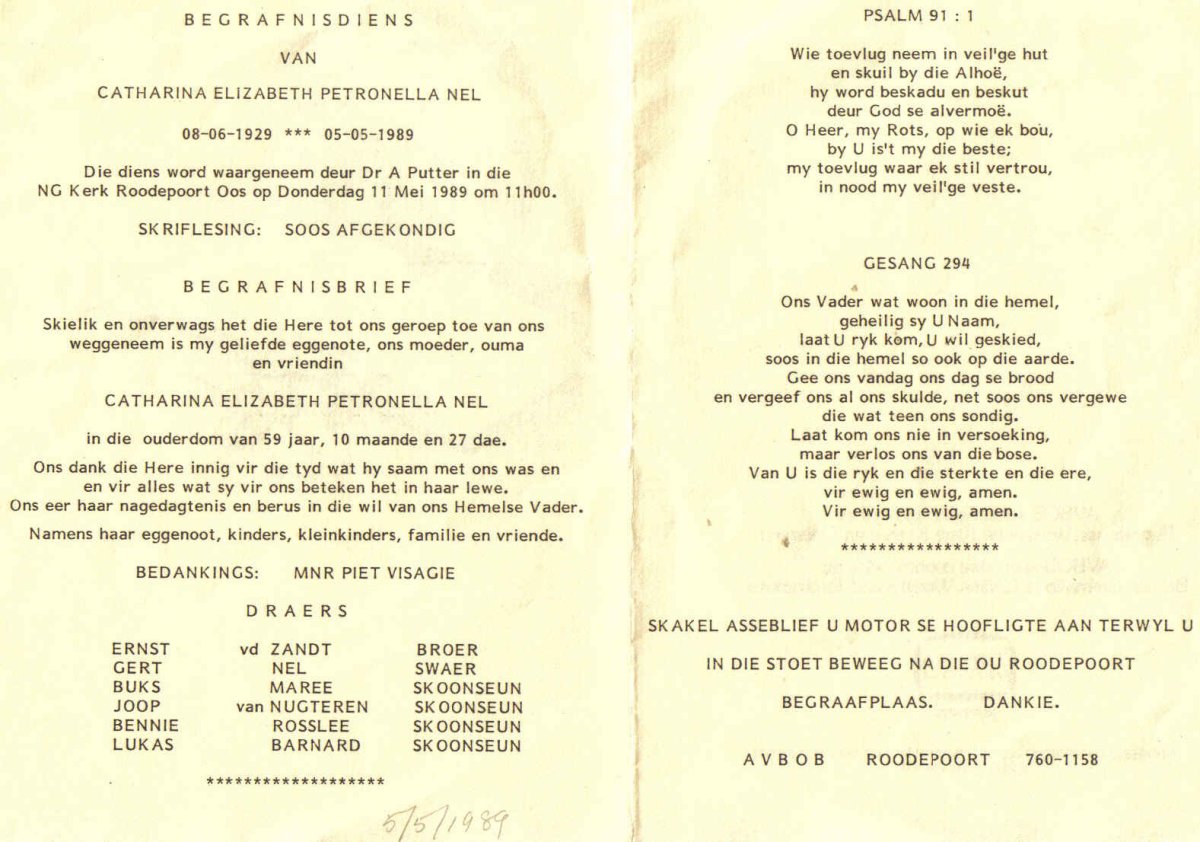 BEGRAFNISDIENS
VAN
CATHARINA ELIZABETH PETRONELLA NEL
08-06-1929 *** 05-05-1989
Die diens word waargeneem deur Dr A Putter in die
NG Kerk Roodepoort Oos op Donderdag 11 Mei 1989 om 11h00.
SKRIFLESING: SOOS AFGEKONDIG
BEGRAFNISBRIEF
Skielik en onverwags het die Here tot ons geroep toe van ons
weggeneem is my geliefde eggenote, ons moeder, ouma
en vriendin
CATHARINA ELIZABETH PETRONELLA NEL
in die ouderdom van 59 jaar, 10 maande en 27 dae.
Ons dank die Here innig vir die tyd wat hy saam met ons was en
en vir alles wat sy vir ons beteken het in haar lewe.
Ons eer haar nagedagtenis en berus in die wil van ons Hemelse Vader.
Namens haar eggenoot, kinders, kleinkinders, familie en vriende.
BEDANKINGS: MNR PIET VISAGIE
DRAERS
ERNST vd ZANDT BROER
GERT NEL SWAER
BUKS MAREE SKOONSEUN
JOOP van NUGTEREN SKOONSEUN
BENNIE ROSSLEE SKOONSEUN
LUKAS BARNARD SKOONSEUN
*******************
5/5/1989
PSALM 91 : 1
Wie toevlug neem in veil'ge hut
en skuil by die Alhoë,
hy word beskadu en beskut
deur God se alvermoë.
O Heer, my Rots, op wie ek bou,
by U is't my die beste;
my toevlug waar ek stil vertrou,
in nood my veil'ge veste.
GESANG 294
Ons Vader wat woon in die hemel,
geheilig sy U Naam,
laat U ryk kom, U wil geskied,
soos in die hemel so ook op die aarde.
Gee ons vandag ons dag se brood
en vergeef ons al ons skulde, net soos ons vergewe
die wat teen ons sondig.
Laat kom ons nie in versoeking,
maar verlos ons van die bose.
Van U is die ryk en die sterkte en die ere,
vir ewig en ewig, amen.
Vir ewig en ewig, amen.
*****************
SKAKEL ASSEBLIEF U MOTOR SE HOOFLIGTE AAN TERWYL U
IN DIE STOET BEWEEG NA DIE OU ROODEPOORT
BEGRAAFPLAAS. DANKIE.
AVBOB ROODEPOORT 760-1158